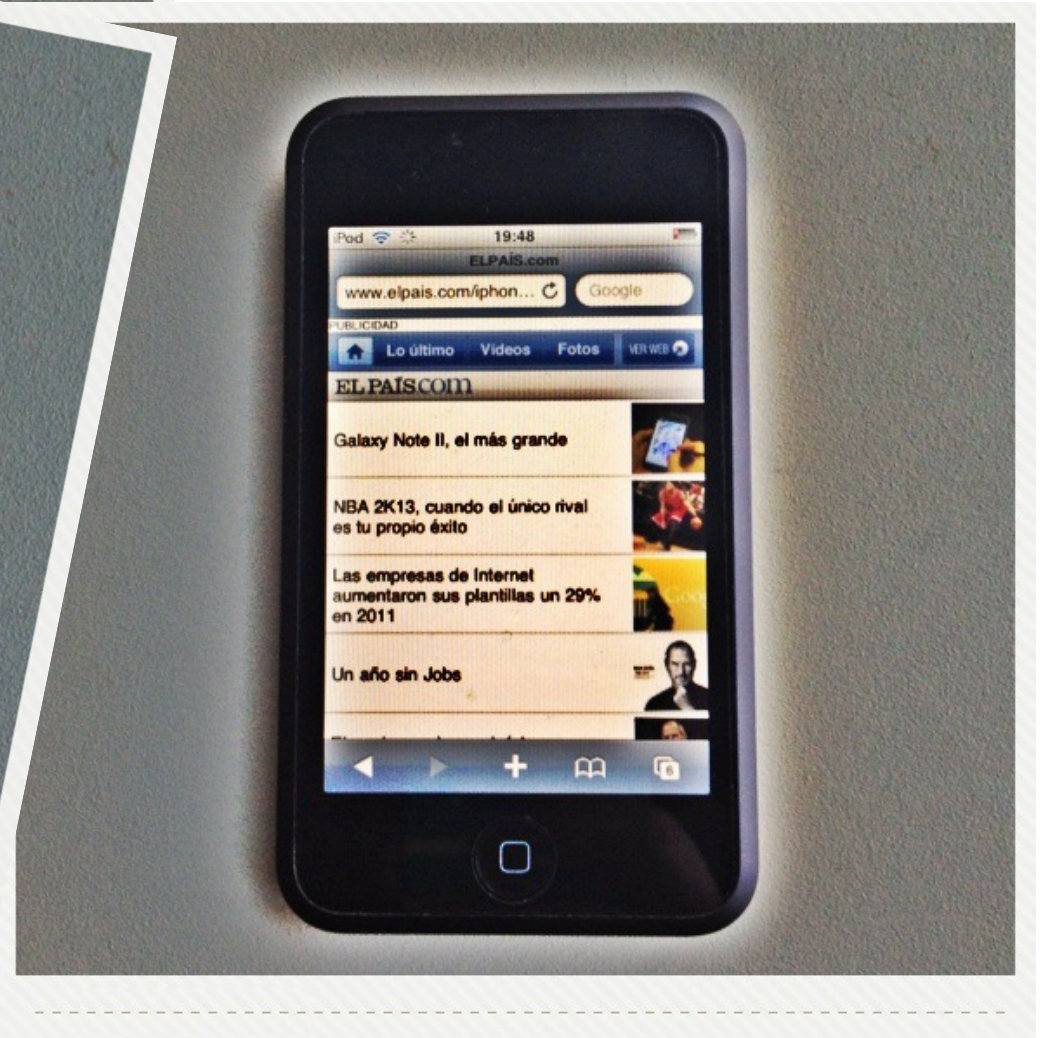 iPod 19:48
ELPAÍS.com
www.elpais.com/iphon... Google
PUBLICIDAD
Lo último Vídeos Fotos VER WEB
EL PAÍS.COM
Galaxy Note II, el más grande
NBA 2K13, cuando el único rival
es tu propio éxito
Las empresas de Internet
aumentaron sus plantillas un 29%
en 2011
Un año sin Jobs
6